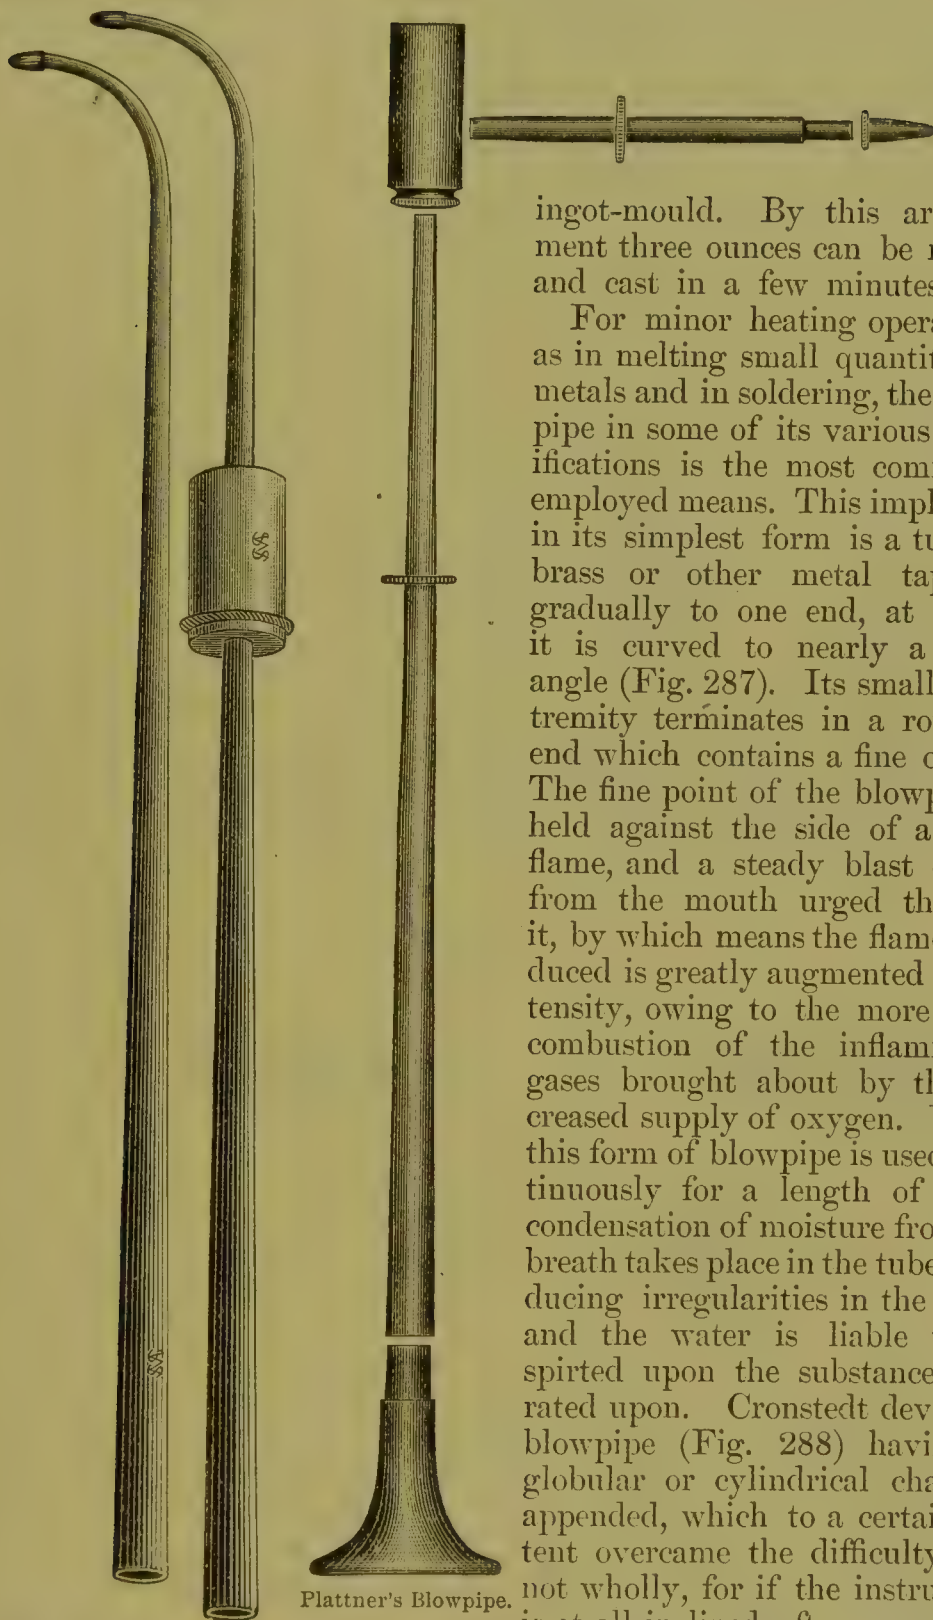 ingot-mould. By this ar
ment three ounces can be
and cast in a few minutes
For minor heating opera
as in melting small quantit
metals and in soldering, the
pipe in some of its various
ifications is the most com
employed means. This impl
in its simplest form is a tu
brass or other metal ta
gradually to one end, at
it is curved to nearly a
angle (Fig. 287). Its small
tremity terminates in a ro
end which contains a fine o
The fine point of the blowp
held against the side of a
flame, and a steady blast
from the mouth urged th
it, by which means the flam
duced is greatly augmented
tensity, owing to the more
combustion of the inflam
gases brought about by th
creased supply of oxygen.
this form of blowpipe is used
tinuously for a length of
condensation of moisture fro
breath takes place in the tube
ducing irregularities in the
and the water is liable
spirted upon the substance
rated upon. Cronstedt dev
blowpipe (Fig. 288) havi
globular or cylindrical cha
appended, which to a certai
tent overcame the difficulty
Plattner's Blowpipe.
not wholly, for if the instru